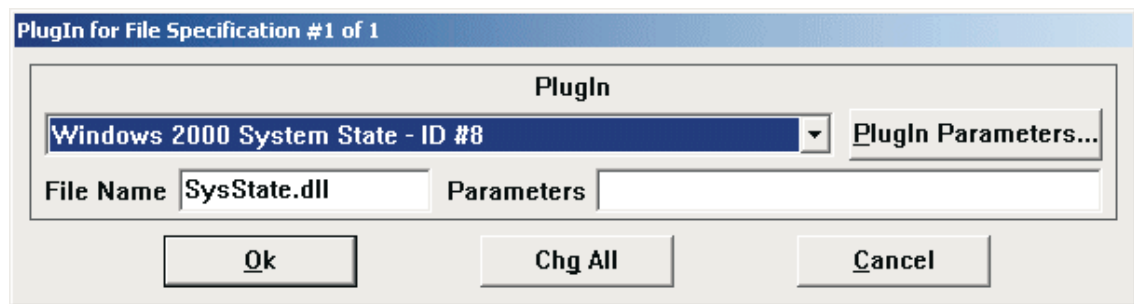 PlugIn for File Specification #1 of 1
PlugIn
Windows 2000 System State - ID #8
PlugIn Parameters...
File Name SysState.dll Parameters
Ok Chg All Cancel